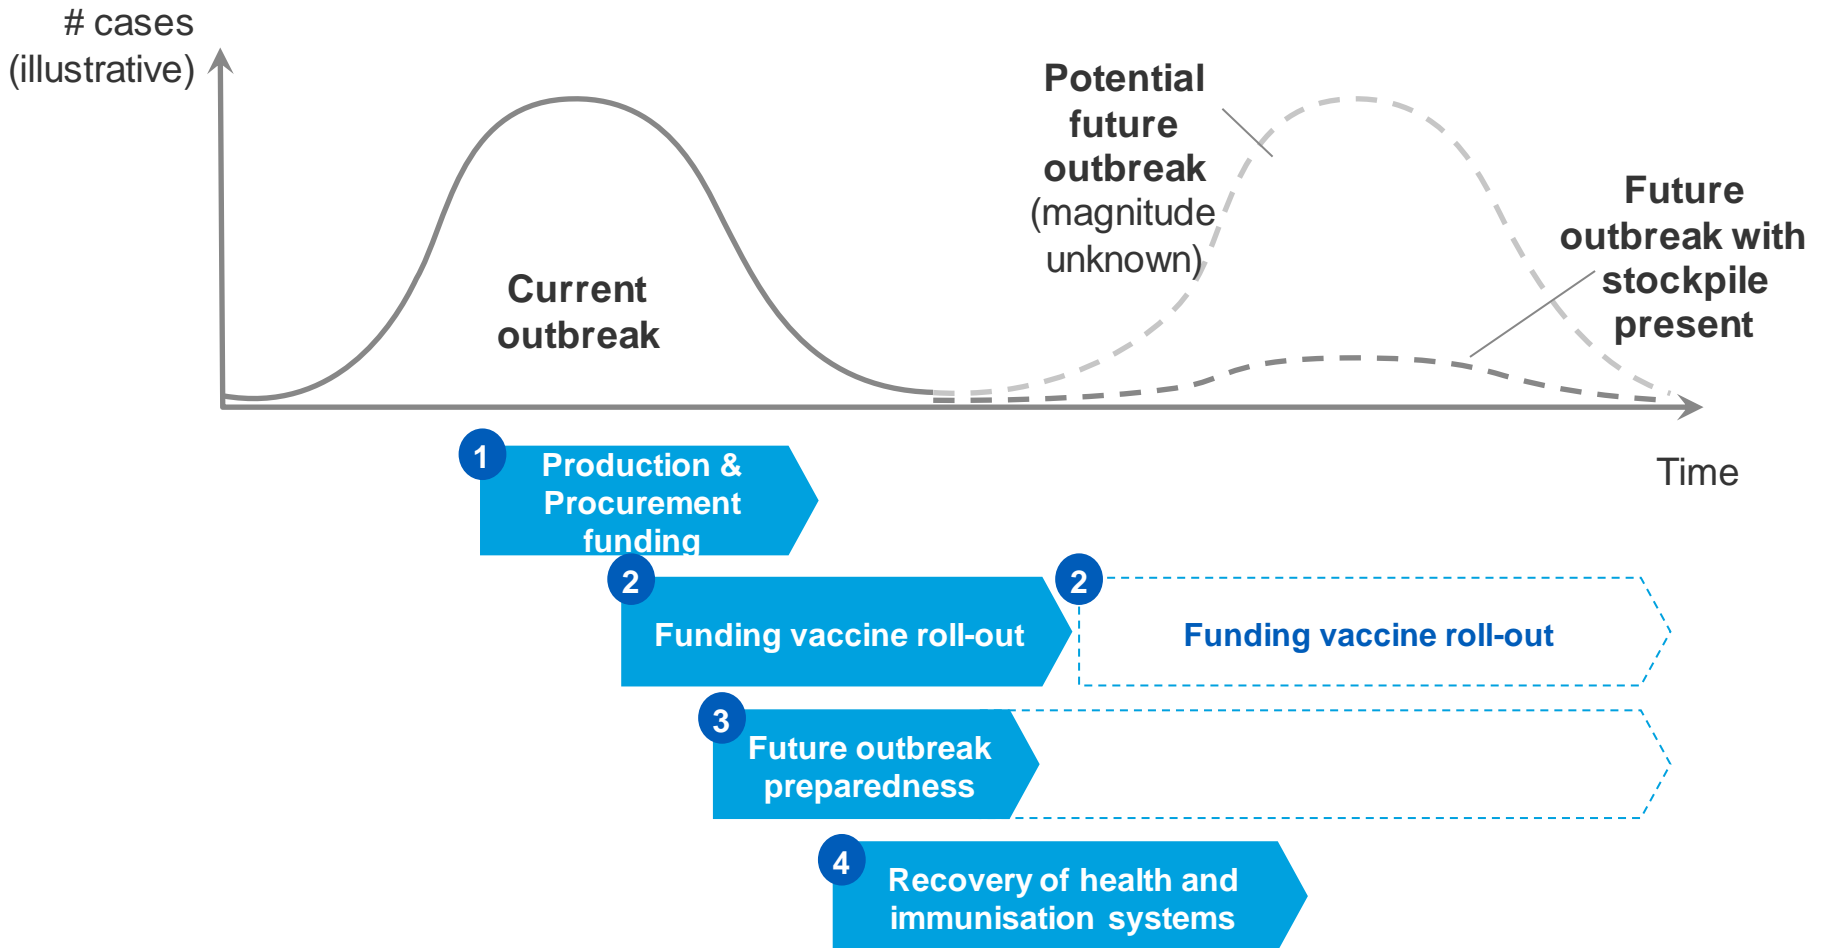 # cases
(illustrative)
Potential
future
outbreak
(magnitude
unknown)
Future
outbreak with
stockpile
present
Current
outbreak
Time
1
Production &
Procurement
funding
2
Funding vaccine roll-out
2
Funding vaccine roll-out
3
Future outbreak
preparedness
4
Recovery of health and
immunisation systems